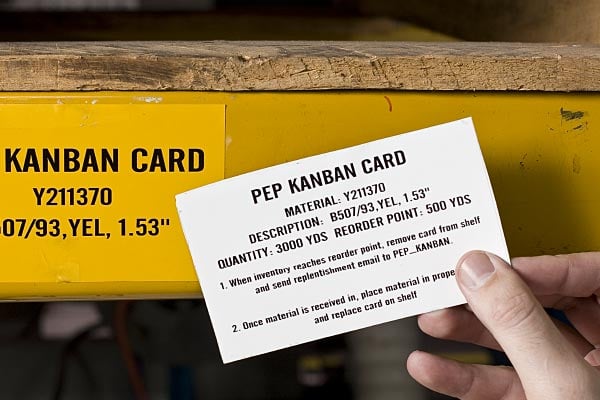 KANBAN CARD
Y211370
507/93,YEL, 1.53"
PEP KANBAN CARD
MATERIAL: Y211370
DESCRIPTION: B507/93,YEL, 1.53"
QUANTITY: 3000 YDS REORDER POINT: 500 YDS
1. When inventory reaches reorder point, remove card from shelf
and send replentishment email to PEP_KANBAN.
2. Once material is received in, place material in prope
and replace card on shelf